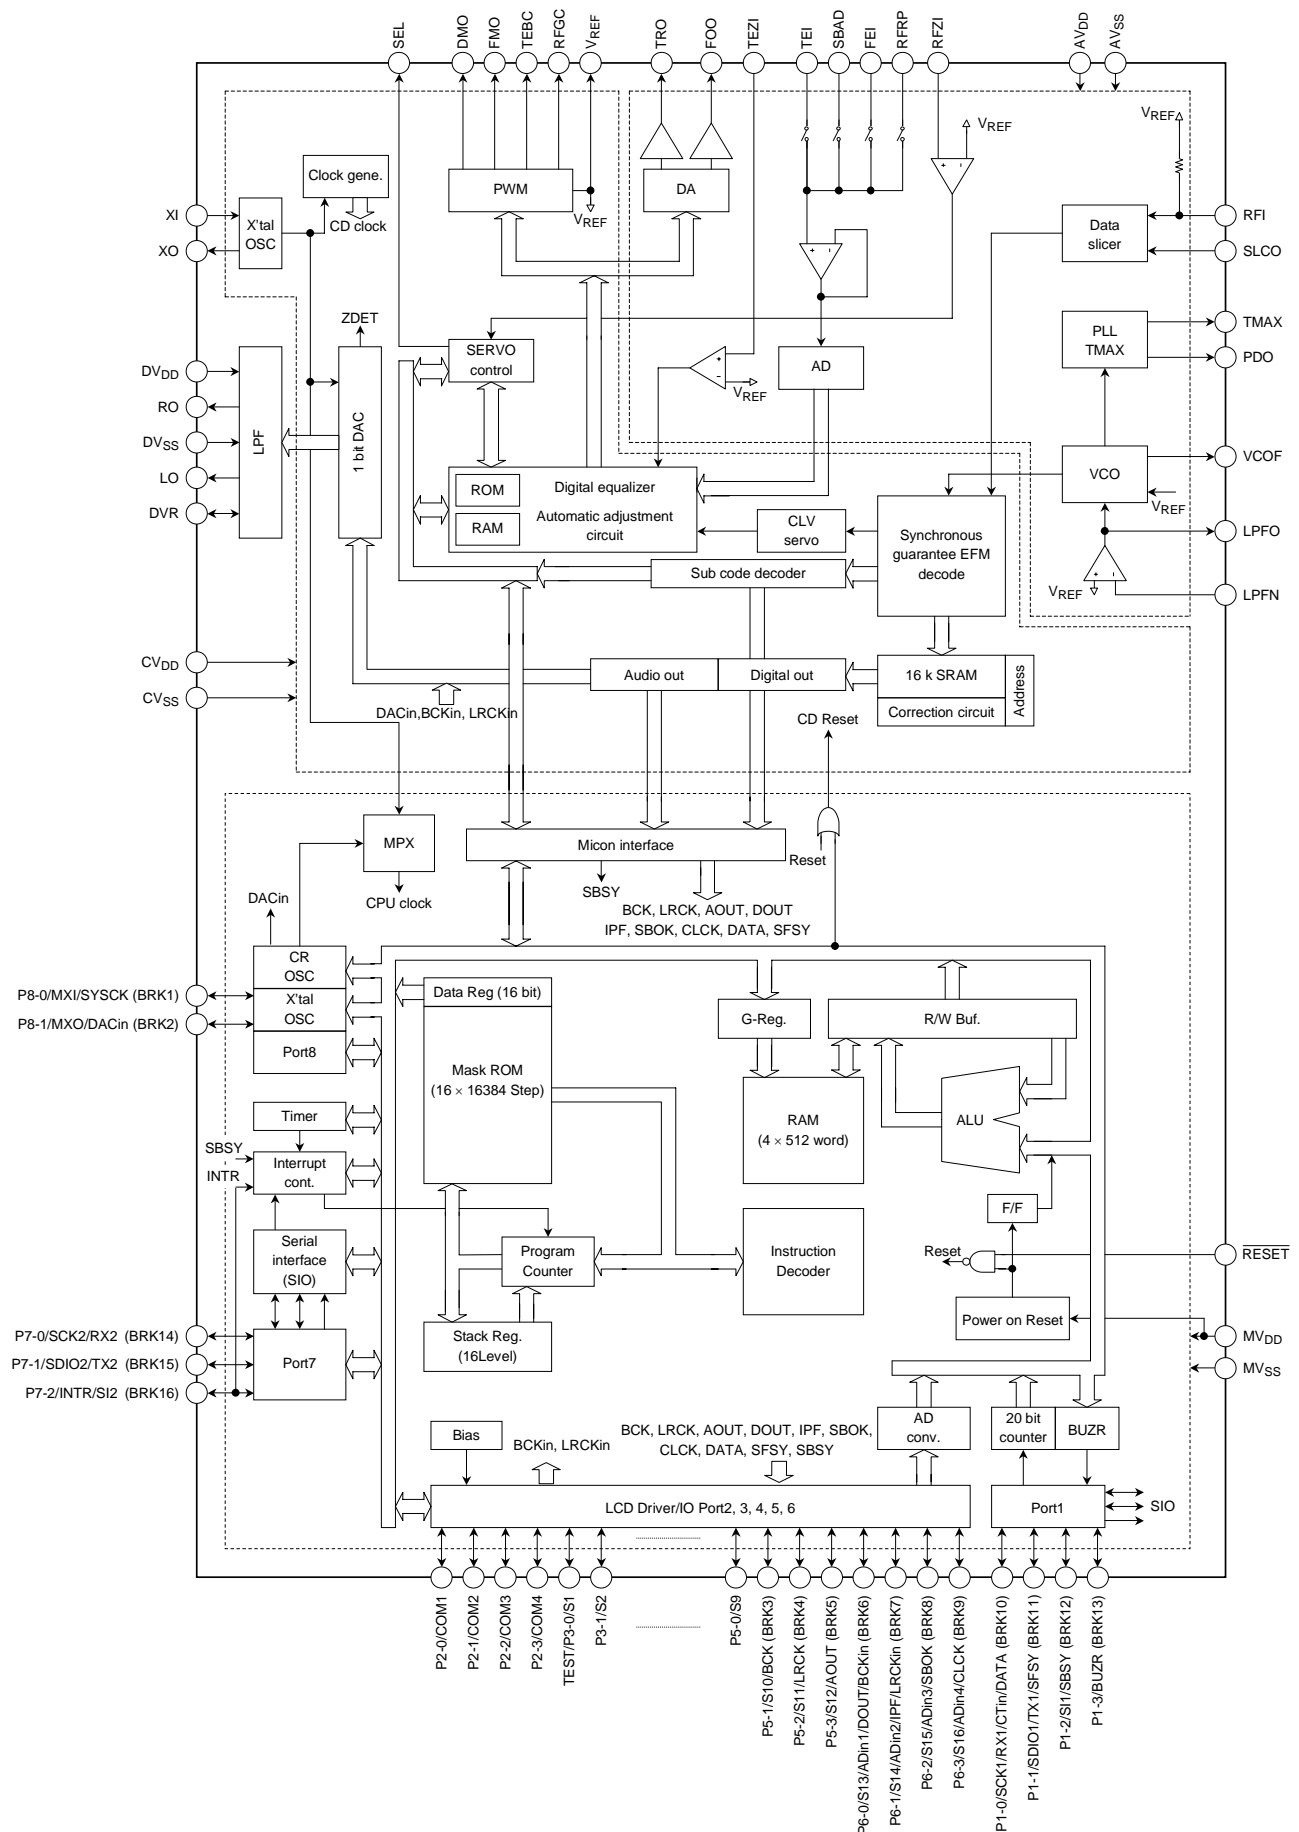 SEL
DMO
FMO
TEBC
RFGC
VREF
TRO
FOO
TEZI
TEI
SBAD
FEI
RFRP
RFZI
AVDD
AVSS
Clock gene.
CD clock
XI
XO
X'tal
OSC
PWM
VREF
DA
VREF
VREF
Data
slicer
RFI
SLCO
ZDET
SERVO
control
VREF
AD
PLL
TMAX
TMAX
PDO
DVDD
RO
DVSS
LO
DVR
LPF
1 bit DAC
ROM
RAM
Digital equalizer
Automatic adjustment
circuit
CLV
servo
Synchronous
guarantee EFM
decode
VCO
VREF
VCOF
LPFO
VREF
LPFN
Sub code decoder
CVDD
CVSS
Audio out
Digital out
16 k SRAM
Correction circuit
Address
DACin,BCKin, LRCKin
CD Reset
MPX
CPU clock
Micon interface
Reset
SBSY
BCK, LRCK, AOUT, DOUT
IPF, SBOK, CLCK, DATA, SFSY
DACin
CR
OSC
X'tal
OSC
Port8
P8-0/MXI/SYSCK (BRK1)
P8-1/MXO/DACin (BRK2)
Data Reg (16 bit)
Mask ROM
(16 × 16384 Step)
G-Reg.
R/W Buf.
RAM
(4 × 512 word)
ALU
Timer
SBSY
INTR
Interrupt
cont.
Serial
interface
(SIO)
Program
Counter
Instruction
Decoder
F/F
Reset
RESET
Power on Reset
MVDD
MVSS
P7-0/SCK2/RX2 (BRK14)
P7-1/SDIO2/TX2 (BRK15)
P7-2/INTR/SI2 (BRK16)
Port7
Stack Reg.
(16Level)
Bias
BCKin, LRCKin
BCK, LRCK, AOUT, DOUT, IPF, SBOK,
CLCK, DATA, SFSY, SBSY
AD
conv.
20 bit
counter
BUZR
LCD Driver/IO Port2, 3, 4, 5, 6
Port1
SIO
P2-0/COM1
P2-1/COM2
P2-2/COM3
P2-3/COM4
TEST/P3-0/S1
P3-1/S2
P5-0/S9
P5-1/S10/BCK (BRK3)
P5-2/S11/LRCK (BRK4)
P5-3/S12/AOUT (BRK5)
P6-0/S13/ADin1/DOUT/BCKin (BRK6)
P6-1/S14/ADin2/IPF/LRCKin (BRK7)
P6-2/S15/ADin3/SBOK (BRK8)
P6-3/S16/ADin4/CLCK (BRK9)
P1-0/SCK1/RX1/CTin/DATA (BRK10)
P1-1/SDIO1/TX1/SFSY (BRK11)
P1-2/SI1/SBSY (BRK12)
P1-3/BUZR (BRK13)